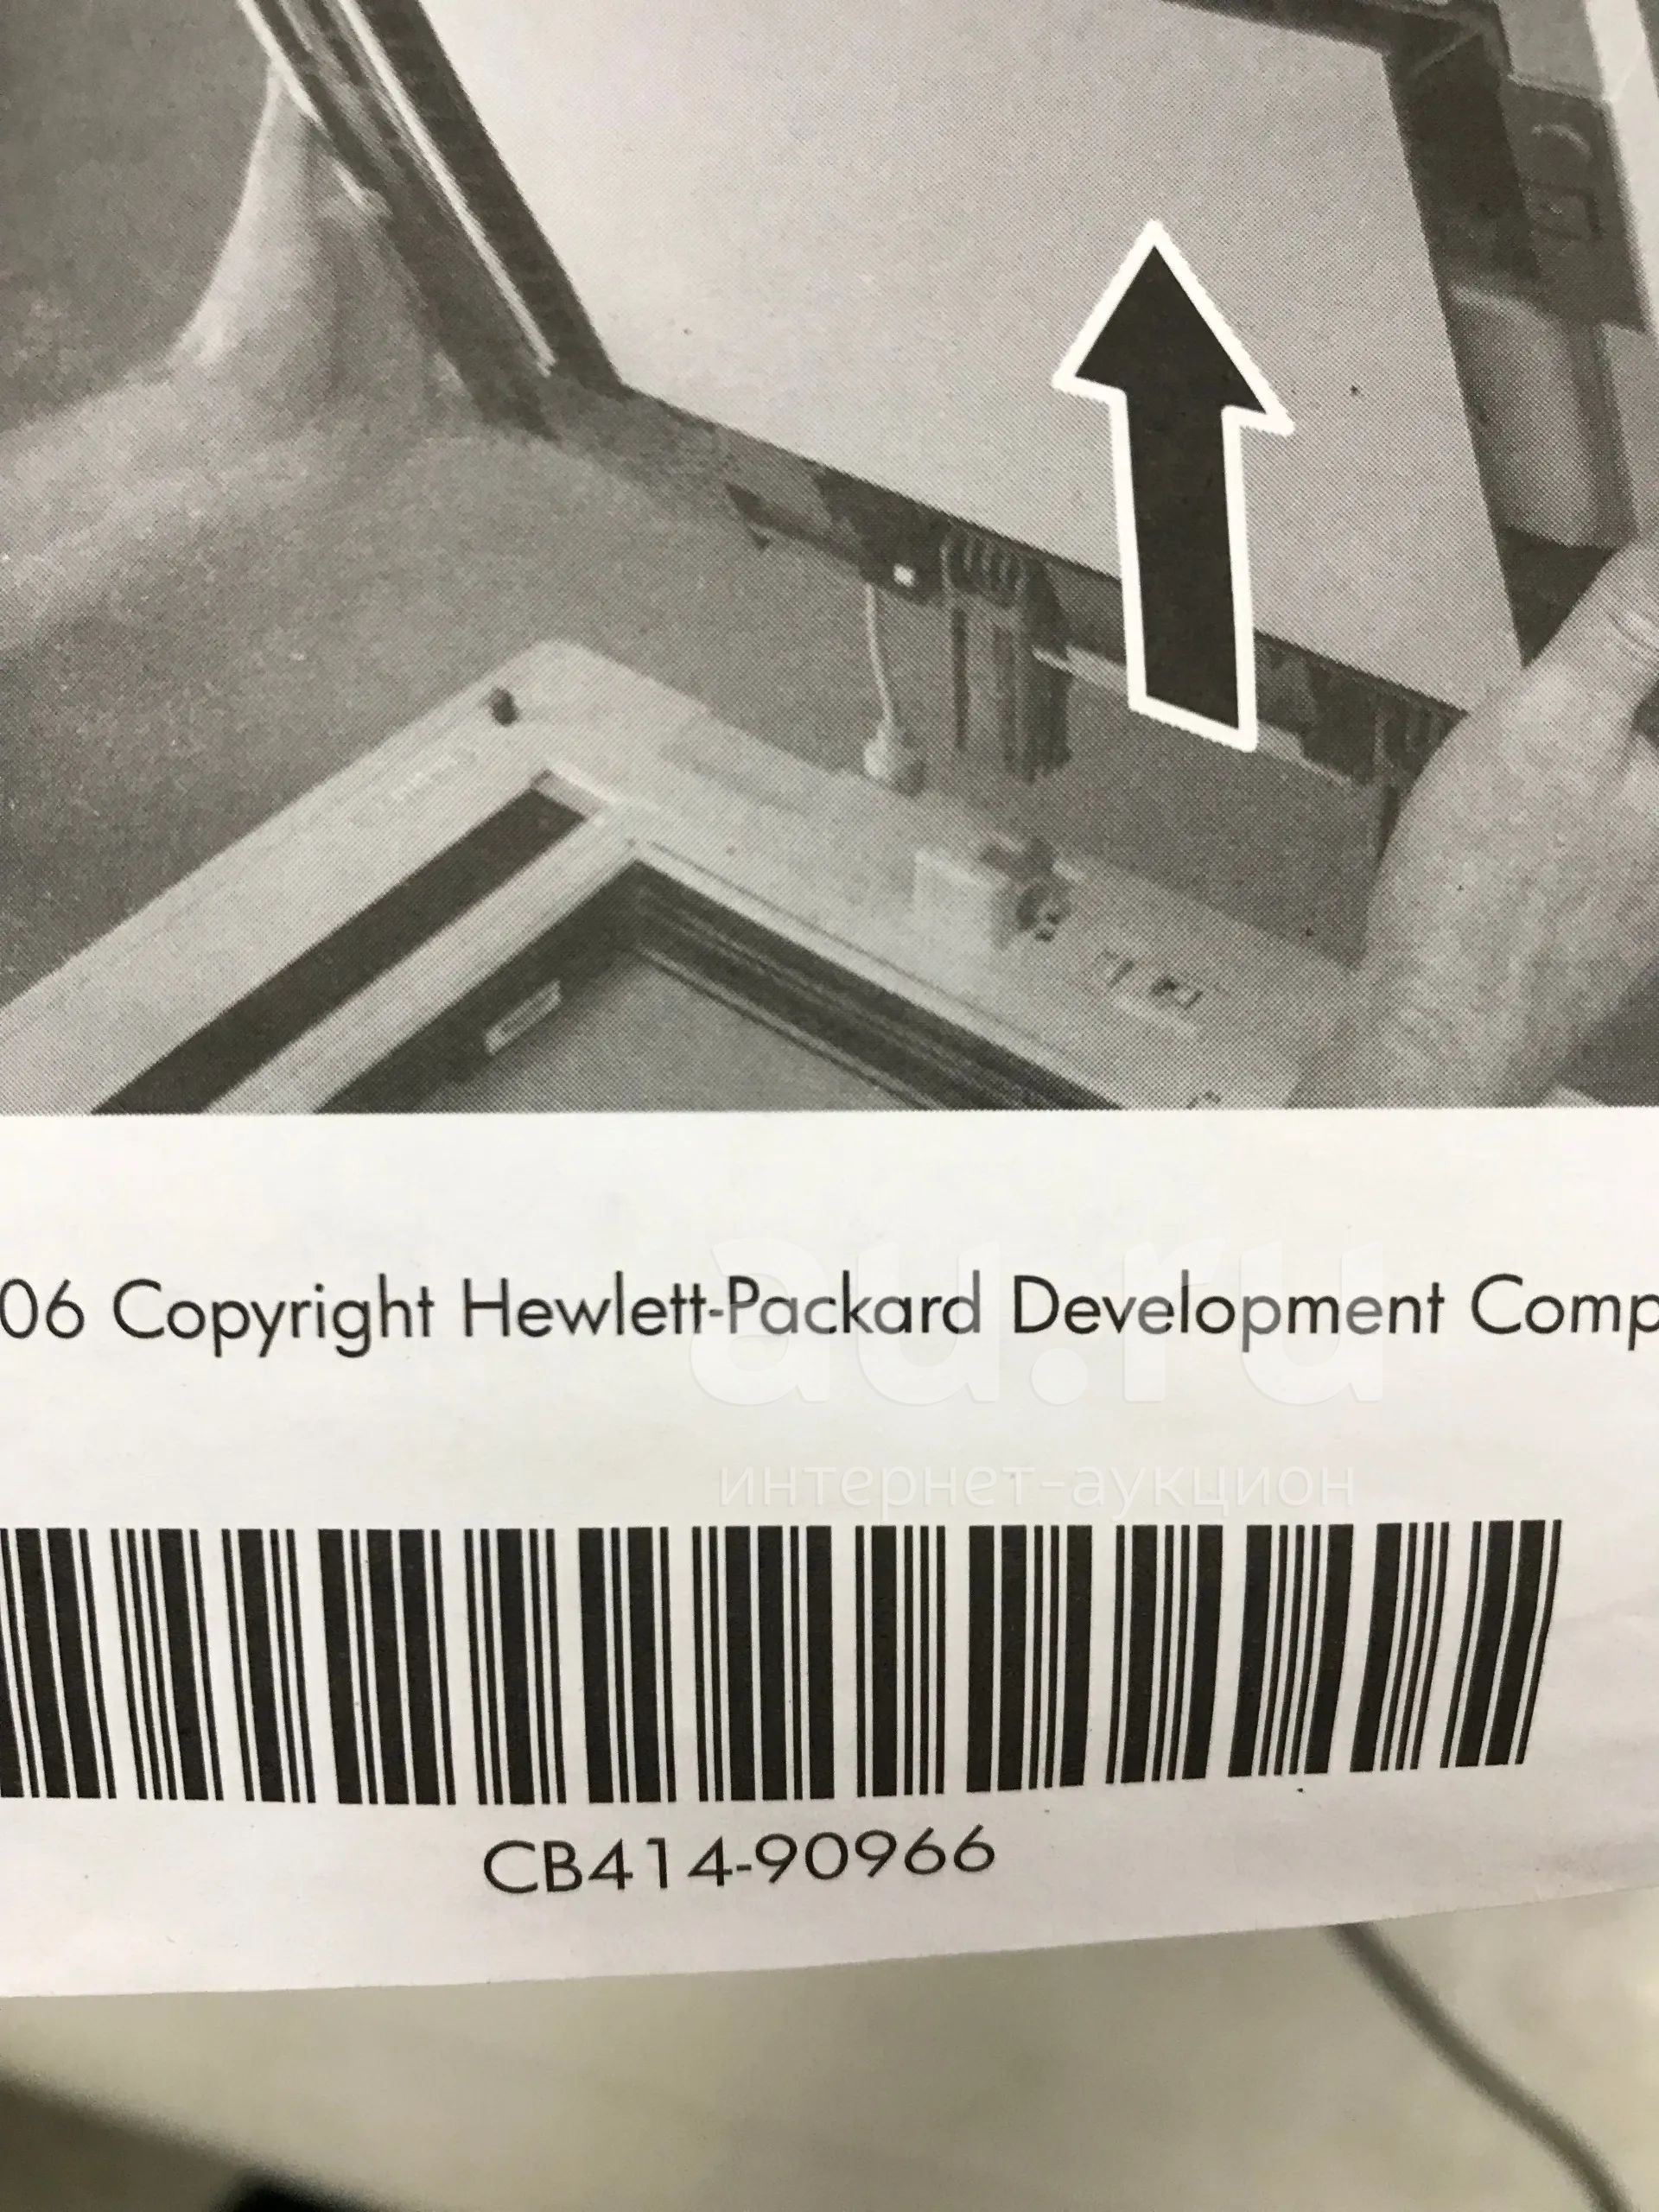 06 Copyright Hewlett-Packard Development Comp
au.ru
интернет-аукцион
CB414-90966